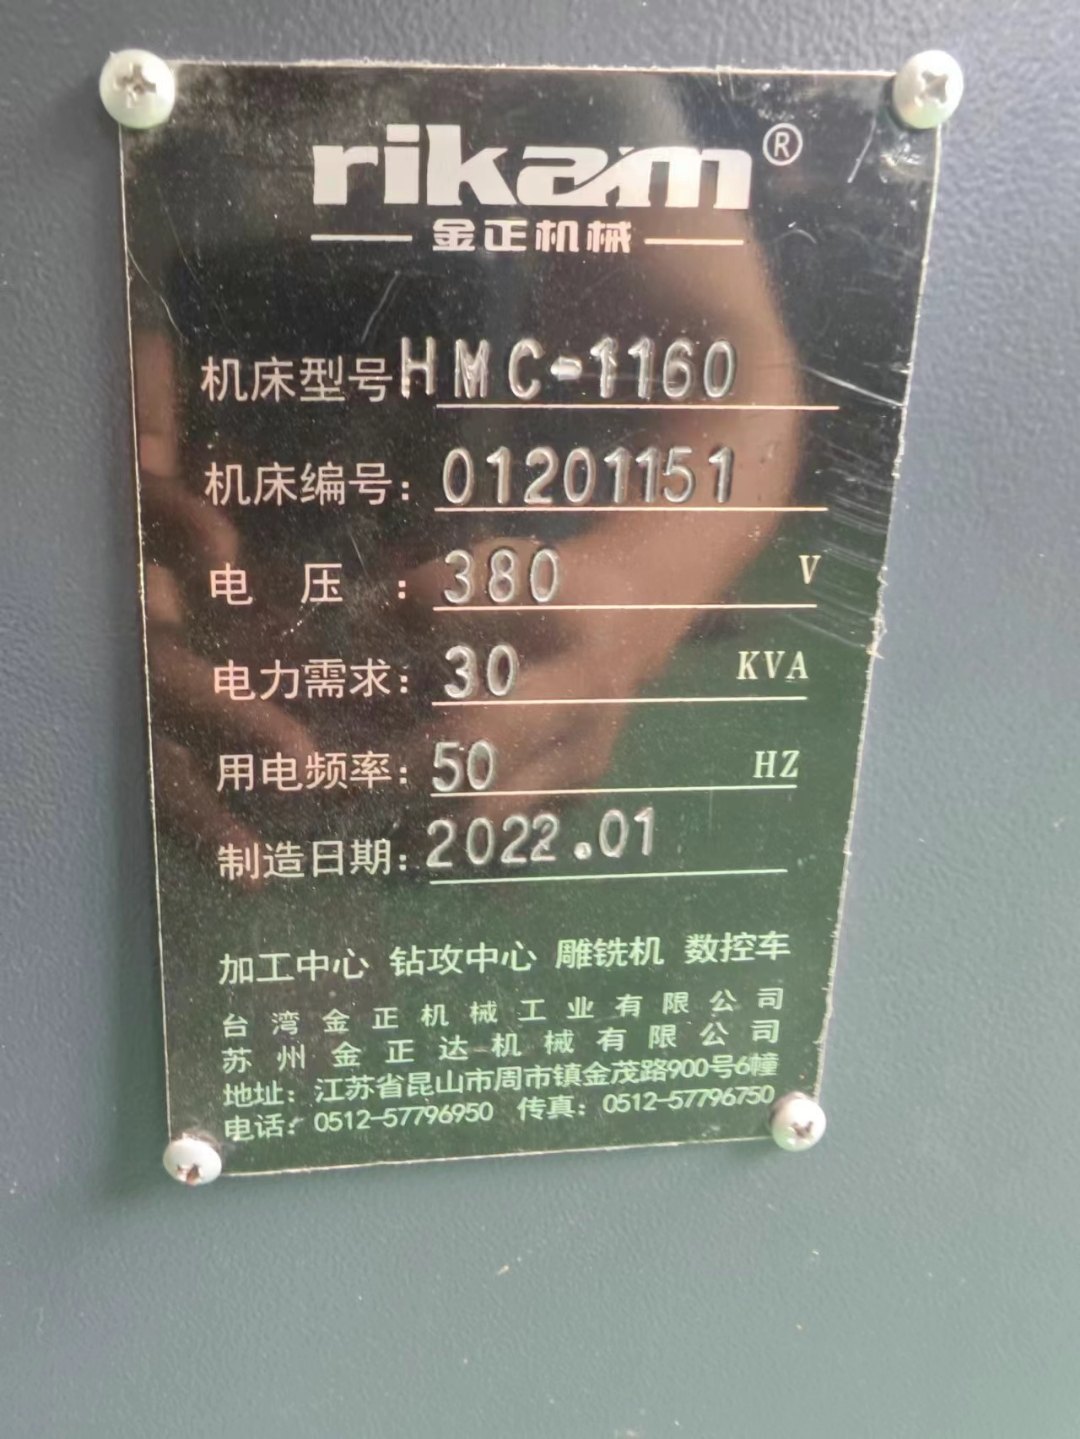 rikam®
金正机械
机床型号HMC-1160
机床编号：01201151
电 压 ：380 V
电力需求：30 KVA
用电频率：50 HZ
制造日期：2022.01
加工中心 钻攻中心 雕铣机 数控车
台湾金正机械工业有限公司
苏州金正达机械有限公司
地址：江苏省昆山市周市镇金茂路900号6幢
电话：0512-57796950 传真：0512-57796750